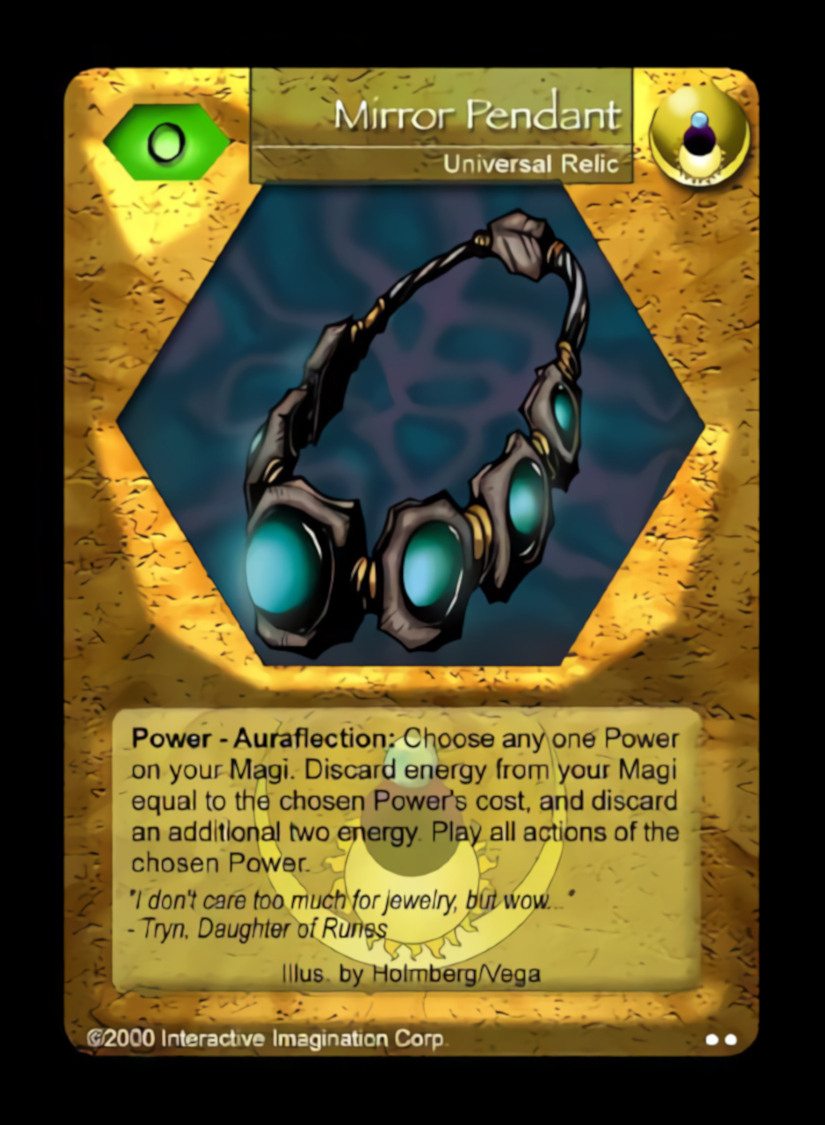 0
Mirror Pendant
Universal Relic
Power - Auraflection: Choose any one Power
on your Magi. Discard energy from your Magi
equal to the chosen Power's cost, and discard
an additional two energy. Play all actions of the
chosen Power.
"I don't care too much for jewelry, but wow..."
- Tryn, Daughter of Runes
Illus. by Holmberg/Vega
©2000 Interactive Imagination Corp.